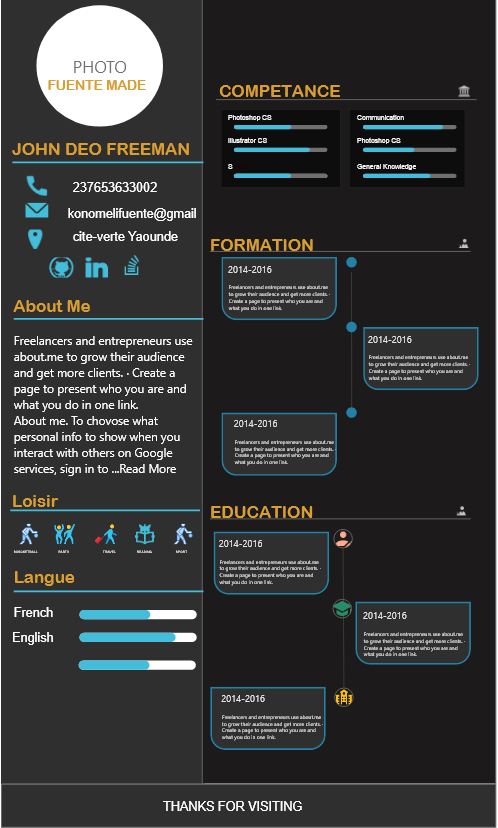 PHOTO
FUENTE MADE
JOHN DEO FREEMAN
237653633002
konomelifuente@gmail
cite-verte Yaounde
in
About Me
Freelancers and entrepreneurs use
about.me to grow their audience
and get more clients. · Create a
page to present who you are and
what you do in one link.
About me. To chovose what
personal info to show when you
interact with others on Google
services, sign in to ...Read More
Loisir
BASKETBALL
PARTY
TRAVEL
READING
SPORT
Langue
French
English
COMPETANCE
Photoshop CS
Illustrator CS
S
Communication
Photoshop CS
General Knowledge
FORMATION
2014-2016
Freelancers and entrepreneurs use about.me
to grow their audience and get more clients. ·
Create a page to present who you are and
what you do in one link.
2014-2016
Freelancers and entrepreneurs use about.me
to grow their audience and get more clients. ·
Create a page to present who you are and
what you do in one link.
2014-2016
Freelancers and entrepreneurs use about.me
to grow their audience and get more clients. ·
Create a page to present who you are and
what you do in one link.
EDUCATION
2014-2016
Freelancers and entrepreneurs use about.me
to grow their audience and get more clients. ·
Create a page to present who you are and
what you do in one link.
2014-2016
Freelancers and entrepreneurs use about.me
to grow their audience and get more clients. ·
Create a page to present who you are and
what you do in one link.
2014-2016
Freelancers and entrepreneurs use about.me
to grow their audience and get more clients. ·
Create a page to present who you are and
what you do in one link.
THANKS FOR VISITING